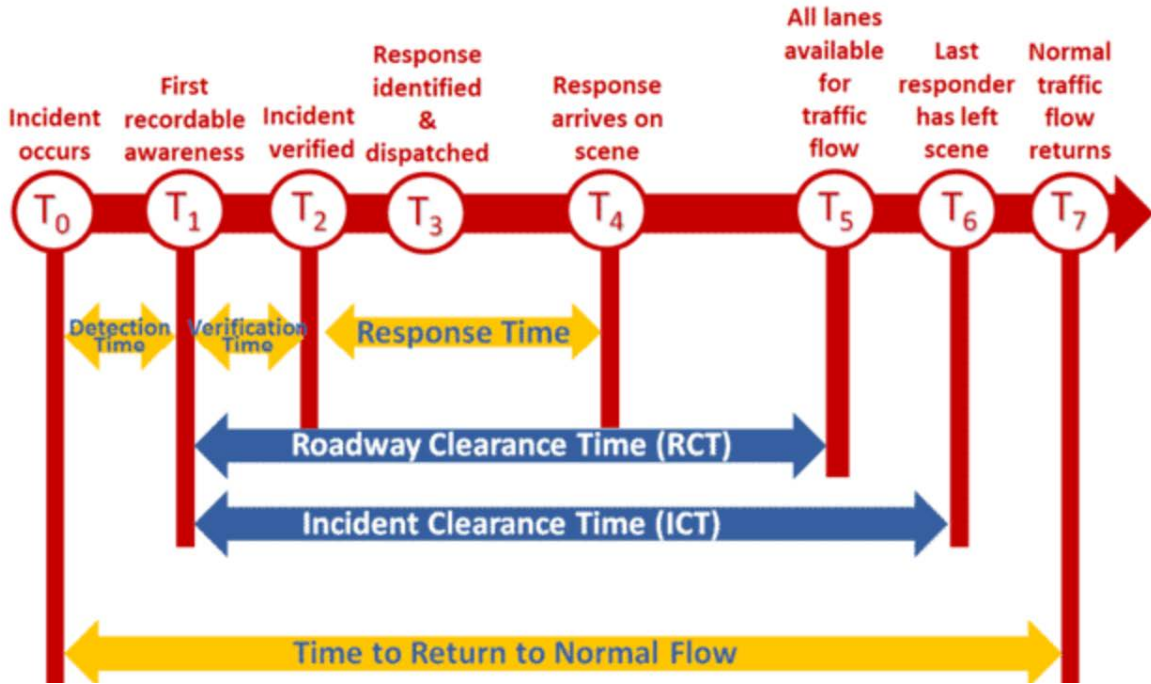 Incident
occurs
First
recordable
awareness
Incident
verified
Response
identified
&
dispatched
Response
arrives on
scene
All lanes
available
for
traffic
flow
Last
responder
has left
scene
Normal
traffic
flow
returns
T0
T1
T2
T3
T4
T5
T6
T7
Detection
Time
Verification
Time
Response Time
Roadway Clearance Time (RCT)
Incident Clearance Time (ICT)
Time to Return to Normal Flow